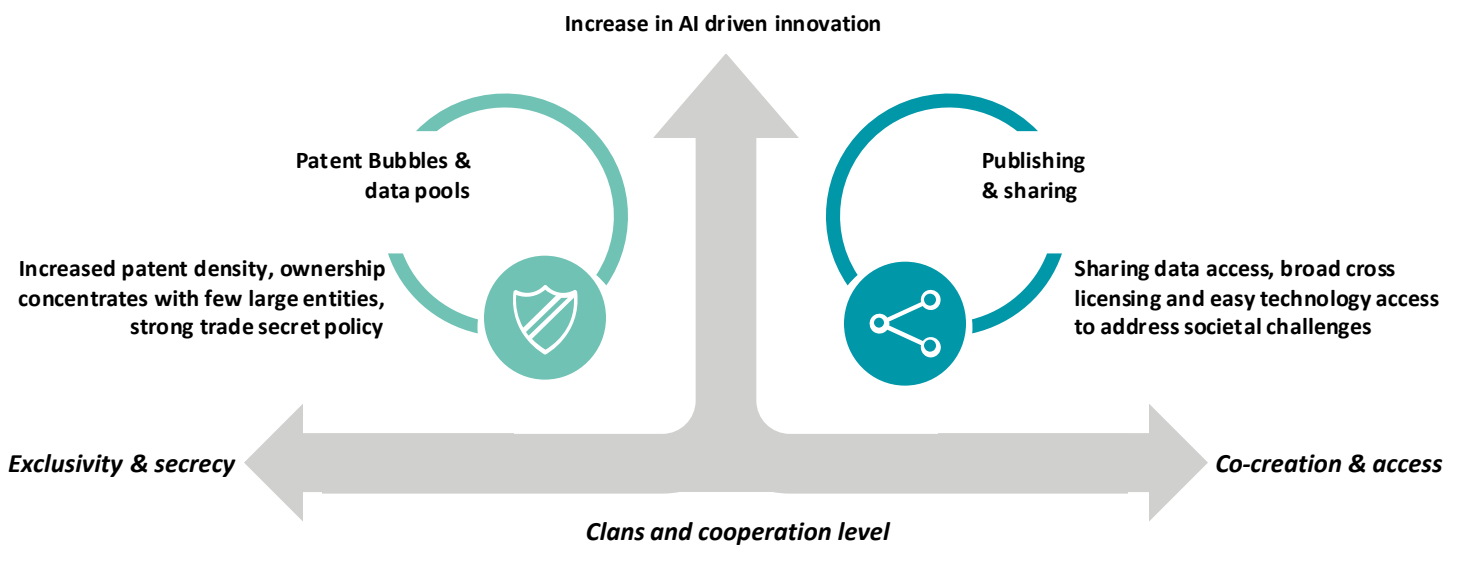 Increase in AI driven innovation
Patent Bubbles &
data pools
Publishing
& sharing
Increased patent density, ownership
concentrates with few large entities,
strong trade secret policy
Sharing data access, broad cross
licensing and easy technology access
to address societal challenges
Exclusivity & secrecy
Co-creation & access
Clans and cooperation level